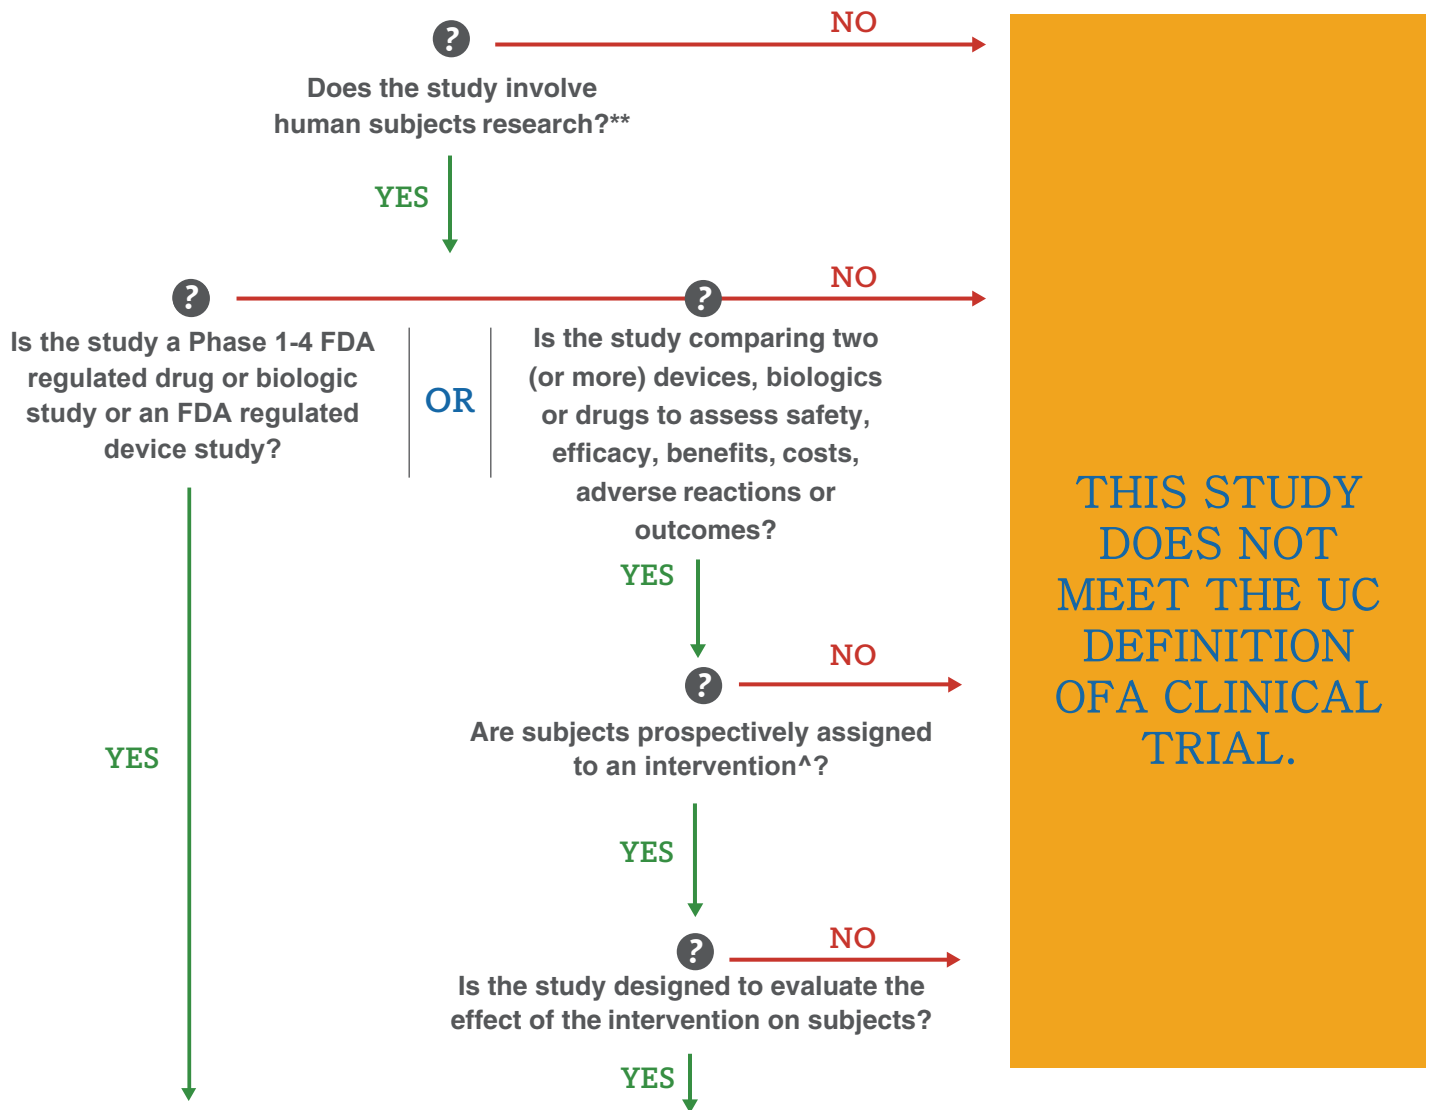 NO
?
Does the study involve
human subjects research?**
YES
NO
?
?
Is the study a Phase 1-4 FDA
regulated drug or biologic
study or an FDA regulated
device study?
OR
Is the study comparing two
(or more) devices, biologics
or drugs to assess safety,
efficacy, benefits, costs,
adverse reactions or
outcomes?
YES
NO
?
Are subjects prospectively assigned
to an intervention^?
YES
YES
NO
?
Is the study designed to evaluate the
effect of the intervention on subjects?
YES
THIS STUDY
DOES NOT
MEET THE UC
DEFINITION
OFA CLINICAL
TRIAL.